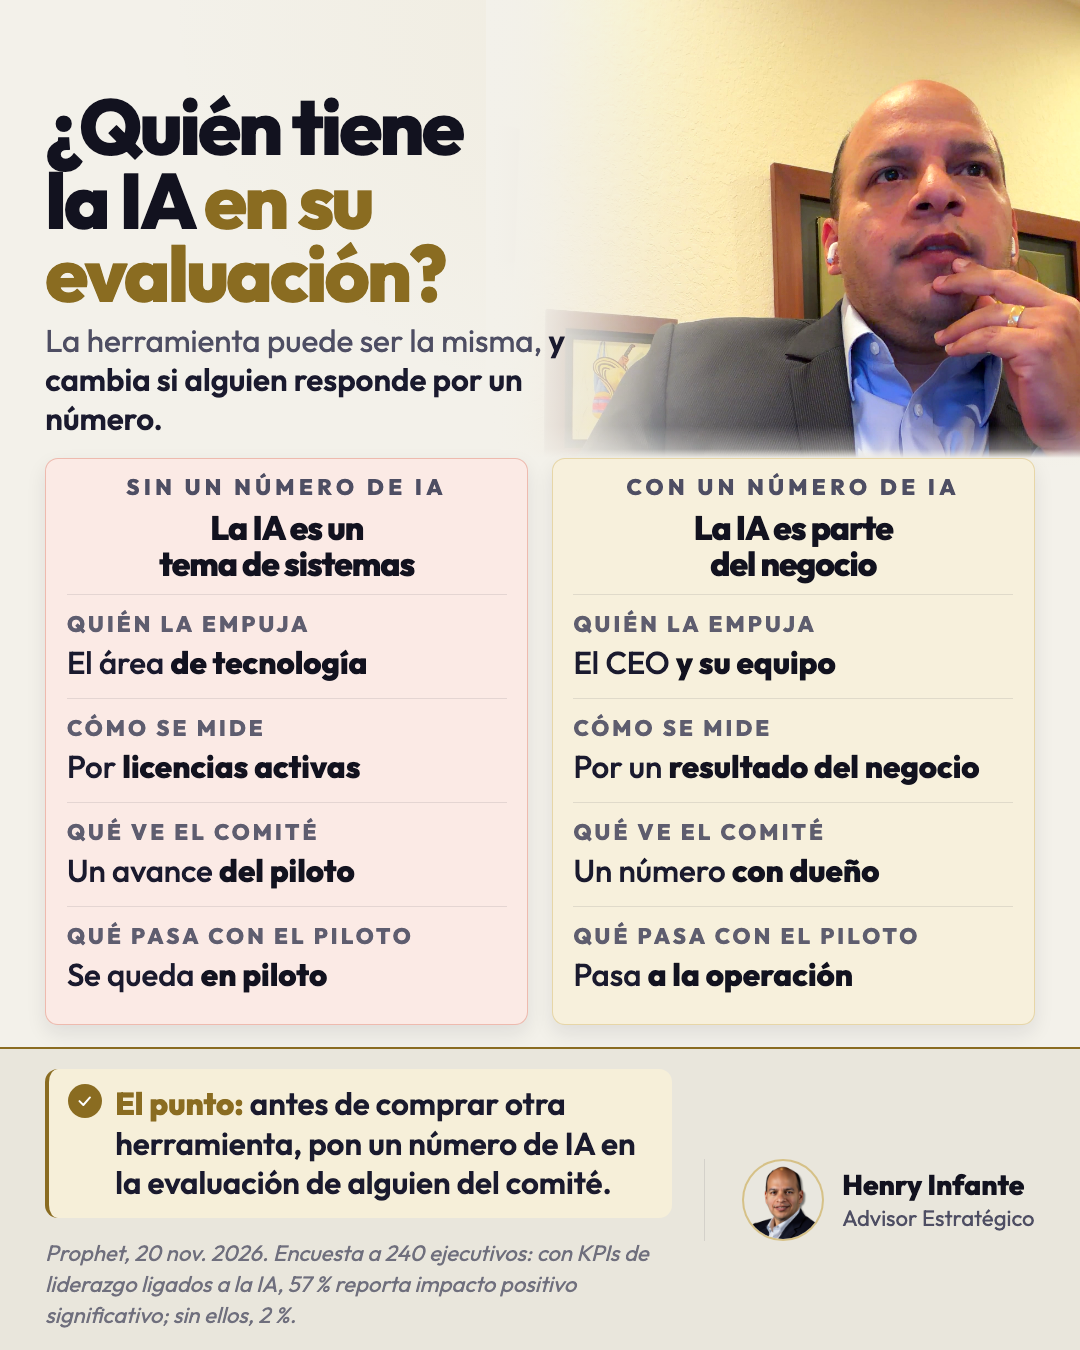 ¿Quién tiene
la IA en su
evaluación?
La herramienta puede ser la misma, y
cambia si alguien responde por un
número.
SIN UN NÚMERO DE IA
La IA es un
tema de sistemas
QUIÉN LA EMPUJA
El área de tecnología
CÓMO SE MIDE
Por licencias activas
QUÉ VE EL COMITÉ
Un avance del piloto
QUÉ PASA CON EL PILOTO
Se queda en piloto
CON UN NÚMERO DE IA
La IA es parte
del negocio
QUIÉN LA EMPUJA
El CEO y su equipo
CÓMO SE MIDE
Por un resultado del negocio
QUÉ VE EL COMITÉ
Un número con dueño
QUÉ PASA CON EL PILOTO
Pasa a la operación
El punto: antes de comprar otra
herramienta, pon un número de IA en
la evaluación de alguien del comité.
Prophet, 20 nov. 2026. Encuesta a 240 ejecutivos: con KPIs de
liderazgo ligados a la IA, 57 % reporta impacto positivo
significativo; sin ellos, 2 %.
Henry Infante
Advisor Estratégico